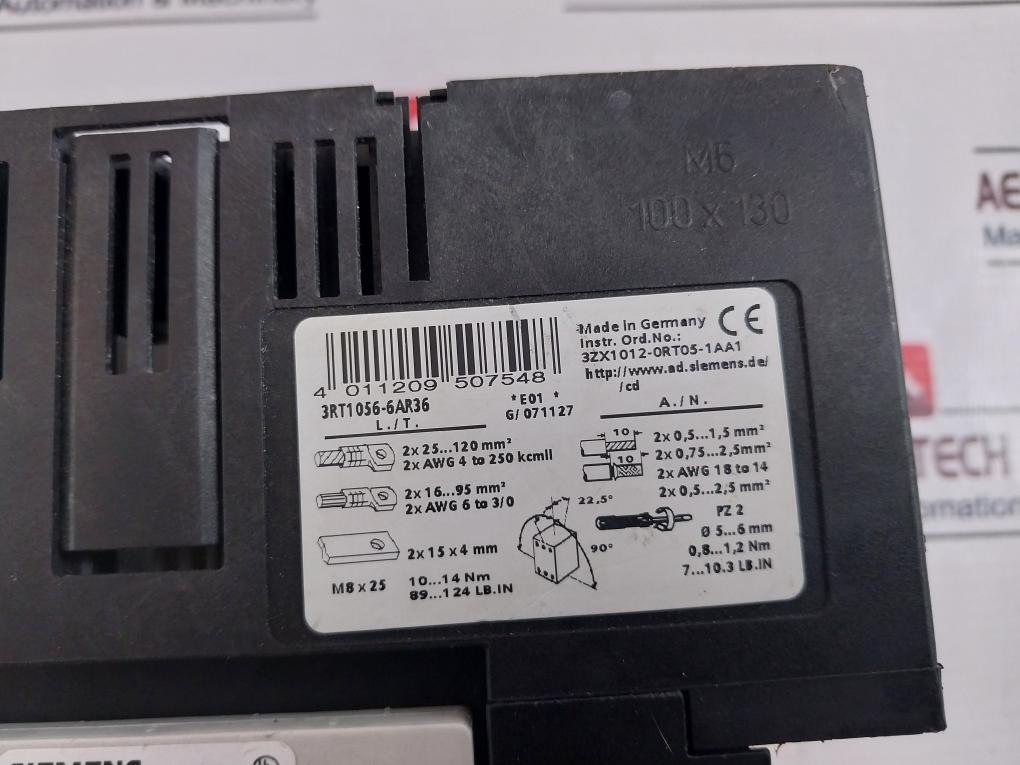 Automation & Machinery
M6
100 x 130
AE
Ma
TECH
utomation
4 011209 507548
Made in Germany
Instr. Ord.No.:
3ZX1012-0RT05-1AA1
http://www.ad.siemens.de/
/cd
CE
3RT1056-6AR36
* E01 *
G/ 071127
L./T.
A./N.
2x 25...120 mm²
2x AWG 4 to 250 kcmil
2x 16...95 mm²
2x AWG 6 to 3/0
2x 15 x 4 mm
M8 x 25
10...14 Nm
89...124 LB.IN
10
10
2x 0,5...1,5 mm²
2x 0,75...2,5mm²
2x AWG 18 to 14
2x 0,5...2,5 mm²
22,5°
90°
PZ 2
Ø 5...6 mm
0,8...1,2 Nm
7...10.3 LB.IN
SIEMENS